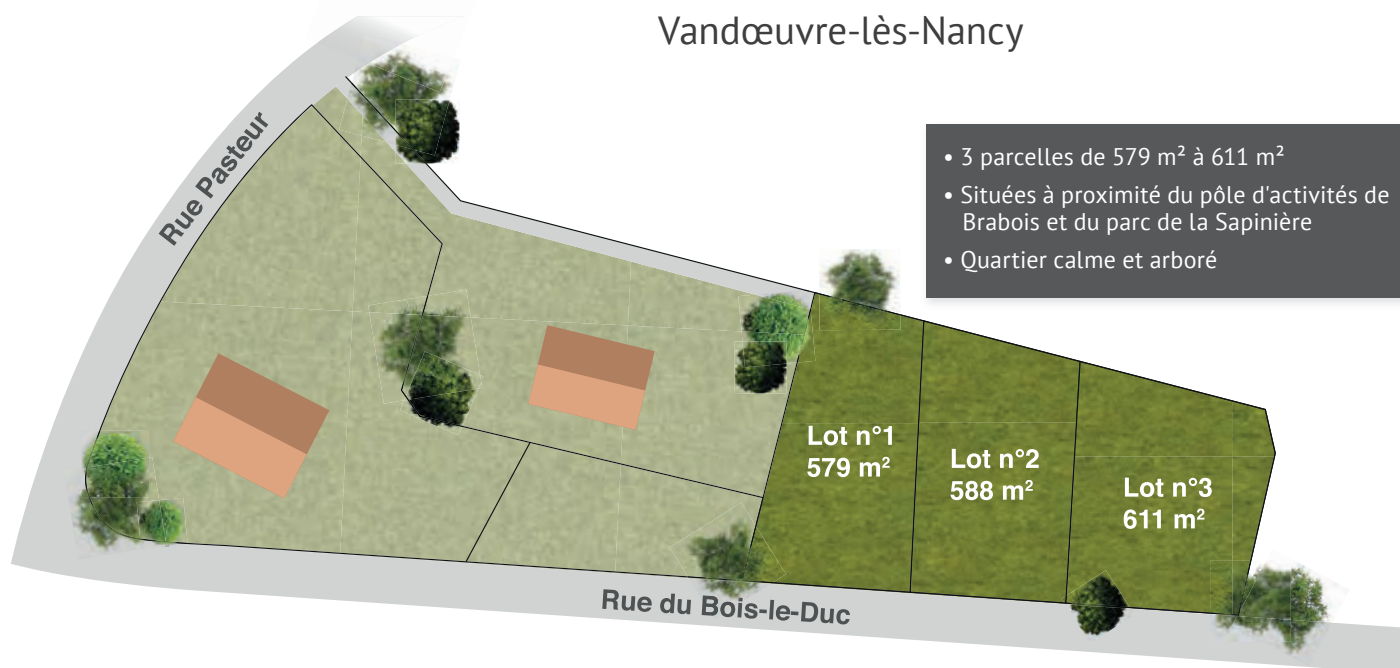 Vandœuvre-lès-Nancy
Rue Pasteur
• 3 parcelles de 579 m² à 611 m²
• Situées à proximité du pôle d'activités de
Brabois et du parc de la Sapinière
• Quartier calme et arboré
Lot n°1
579 m²
Lot n°2
588 m²
Lot n°3
611 m²
Rue du Bois-le-Duc